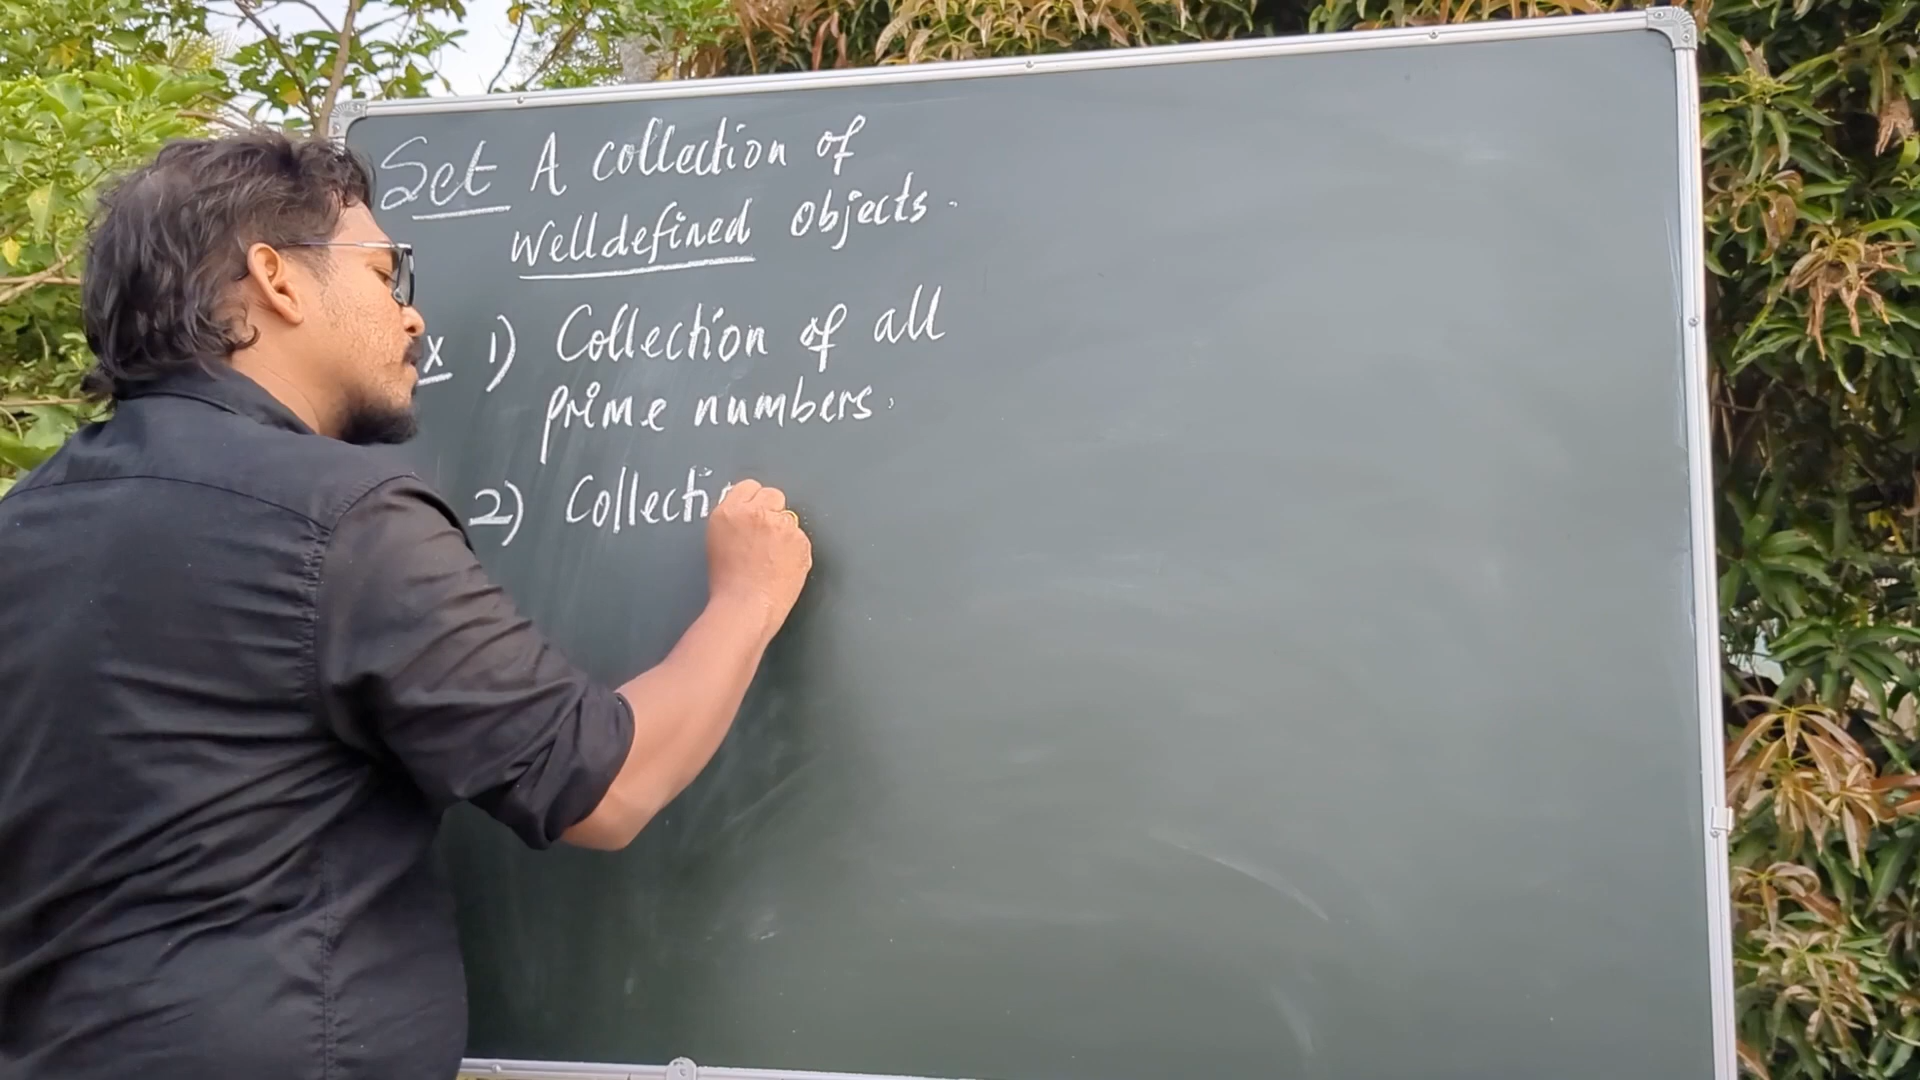 Set A collection of
Welldefined objects.
x 1) Collection of all
prime numbers.
2) Collecti